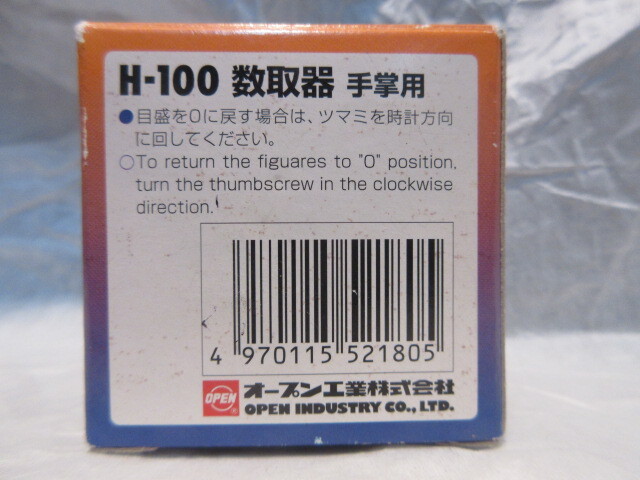 H-100 数取器 手掌用
●目盛を0に戻す場合は、ツマミを時計方向
に回してください。
○To return the figuares to "0" position,
turn the thumbscrew in the clockwise
direction.
4 970115 521805
OPEN ® オープン工業株式会社
OPEN INDUSTRY CO., LTD.